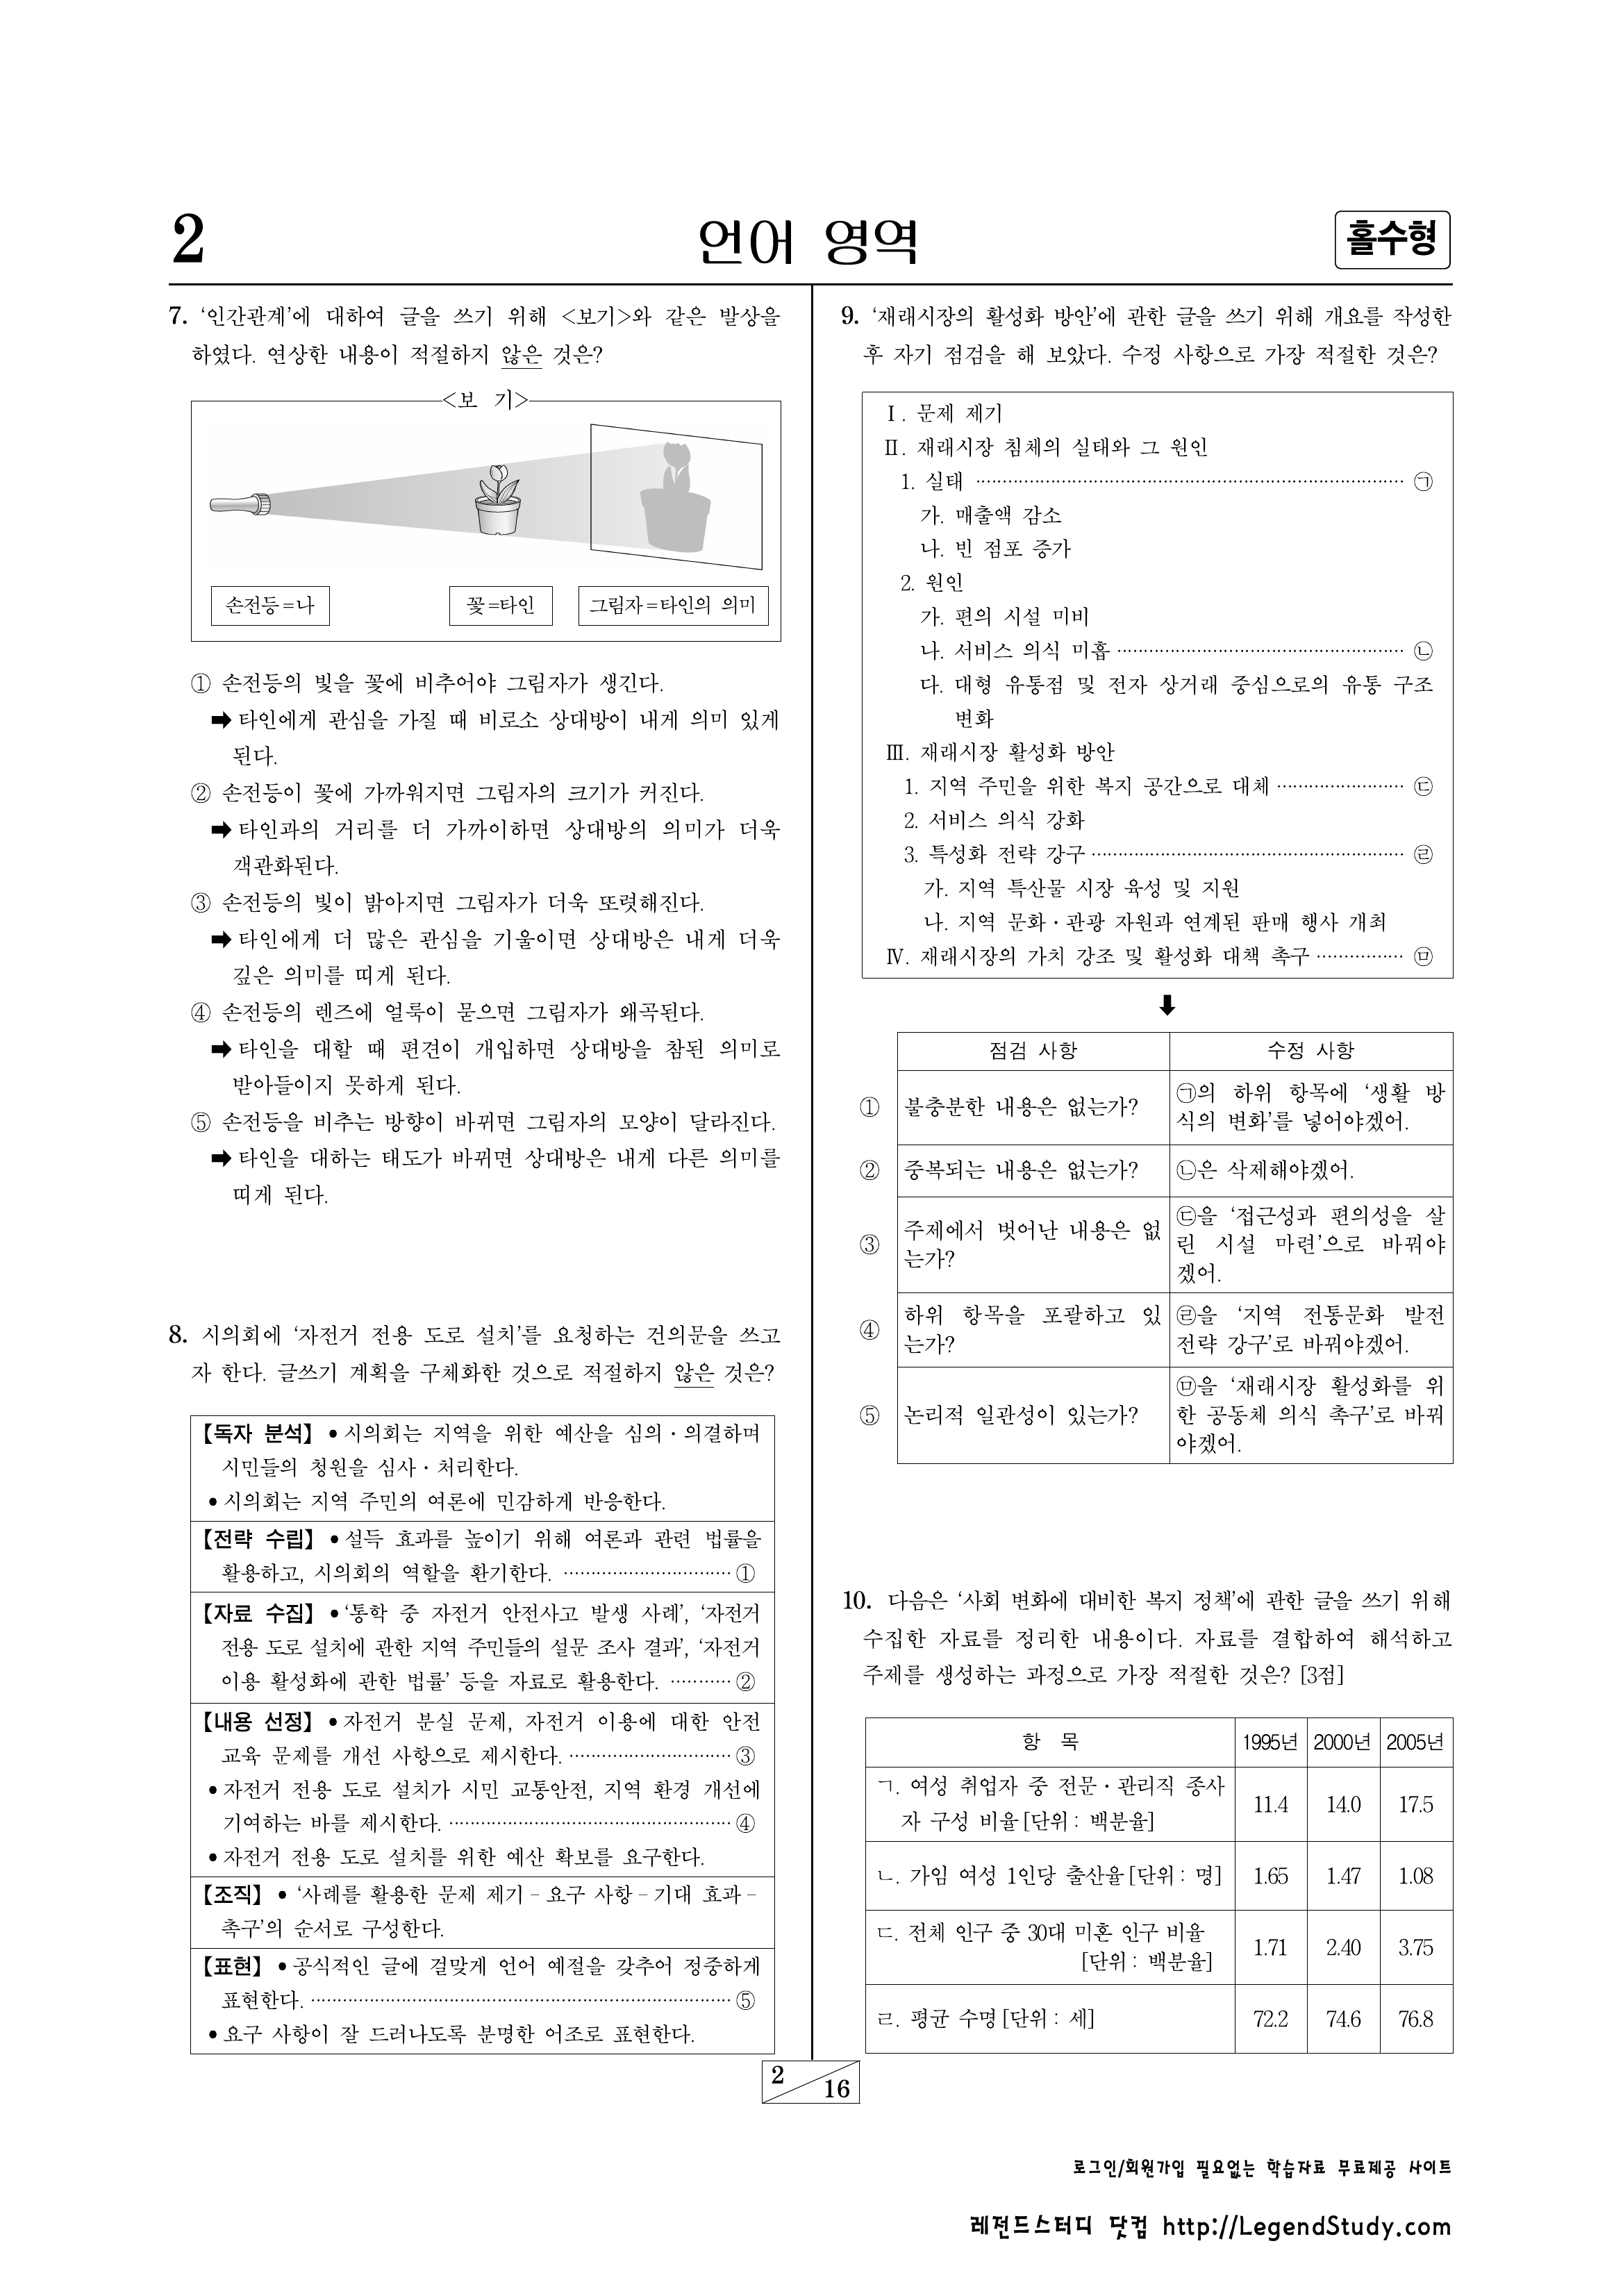 2
언어 영역
홀수형
7. ‘인간관계’에 대하여 글을 쓰기 위해 <보기>와 같은 발상을
하였다. 연상한 내용이 적절하지 않은 것은?
<보 기>
손전등=나
꽃=타인
그림자=타인의 의미
① 손전등의 빛을 꽃에 비추어야 그림자가 생긴다.
➡ 타인에게 관심을 가질 때 비로소 상대방이 내게 의미 있게
된다.
② 손전등이 꽃에 가까워지면 그림자의 크기가 커진다.
➡ 타인과의 거리를 더 가까이하면 상대방의 의미가 더욱
객관화된다.
③ 손전등의 빛이 밝아지면 그림자가 더욱 또렷해진다.
➡ 타인에게 더 많은 관심을 기울이면 상대방은 내게 더욱
깊은 의미를 띠게 된다.
④ 손전등의 렌즈에 얼룩이 묻으면 그림자가 왜곡된다.
➡ 타인을 대할 때 편견이 개입하면 상대방을 참된 의미로
받아들이지 못하게 된다.
⑤ 손전등을 비추는 방향이 바뀌면 그림자의 모양이 달라진다.
➡ 타인을 대하는 태도가 바뀌면 상대방은 내게 다른 의미를
띠게 된다.
8. 시의회에 ‘자전거 전용 도로 설치’를 요청하는 건의문을 쓰고
자 한다. 글쓰기 계획을 구체화한 것으로 적절하지 않은 것은?
【독자 분석】 • 시의회는 지역을 위한 예산을 심의・의결하며
시민들의 청원을 심사・처리한다.
• 시의회는 지역 주민의 여론에 민감하게 반응한다.
【전략 수립】 • 설득 효과를 높이기 위해 여론과 관련 법률을
활용하고, 시의회의 역할을 환기한다. ································ ①
【자료 수집】 • ‘통학 중 자전거 안전사고 발생 사례’, ‘자전거
전용 도로 설치에 관한 지역 주민들의 설문 조사 결과’, ‘자전거
이용 활성화에 관한 법률’ 등을 자료로 활용한다. ············ ②
【내용 선정】 • 자전거 분실 문제, 자전거 이용에 대한 안전
교육 문제를 개선 사항으로 제시한다. ······························· ③
• 자전거 전용 도로 설치가 시민 교통안전, 지역 환경 개선에
기여하는 바를 제시한다. ····················································· ④
• 자전거 전용 도로 설치를 위한 예산 확보를 요구한다.
【조직】 • ‘사례를 활용한 문제 제기 – 요구 사항 – 기대 효과 –
촉구’의 순서로 구성한다.
【표현】 • 공식적인 글에 걸맞게 언어 예절을 갖추어 정중하게
표현한다. ················································································ ⑤
• 요구 사항이 잘 드러나도록 분명한 어조로 표현한다.
9. ‘재래시장의 활성화 방안’에 관한 글을 쓰기 위해 개요를 작성한
후 자기 점검을 해 보았다. 수정 사항으로 가장 적절한 것은?
Ⅰ. 문제 제기
Ⅱ. 재래시장 침체의 실태와 그 원인
1. 실태 ················································································ ㉠
가. 매출액 감소
나. 빈 점포 증가
2. 원인
가. 편의 시설 미비
나. 서비스 의식 미흡 ······················································ ㉡
다. 대형 유통점 및 전자 상거래 중심으로의 유통 구조
변화
Ⅲ. 재래시장 활성화 방안
1. 지역 주민을 위한 복지 공간으로 대체 ························ ㉢
2. 서비스 의식 강화
3. 특성화 전략 강구 ··························································· ㉣
가. 지역 특산물 시장 육성 및 지원
나. 지역 문화・관광 자원과 연계된 판매 행사 개최
Ⅳ. 재래시장의 가치 강조 및 활성화 대책 촉구 ················ ㉤
⬇
점검 사항 수정 사항
① 불충분한 내용은 없는가? ㉠의 하위 항목에 ‘생활 방
식의 변화’를 넣어야겠어.
② 중복되는 내용은 없는가? ㉡은 삭제해야겠어.
③ 주제에서 벗어난 내용은 없
는가?
㉢을 ‘접근성과 편의성을 살
린 시설 마련’으로 바꿔야
겠어.
④ 하위 항목을 포괄하고 있
는가?
㉣을 ‘지역 전통문화 발전
전략 강구’로 바꿔야겠어.
⑤ 논리적 일관성이 있는가?
㉤을 ‘재래시장 활성화를 위
한 공동체 의식 촉구’로 바꿔
야겠어.
10. 다음은 ‘사회 변화에 대비한 복지 정책’에 관한 글을 쓰기 위해
수집한 자료를 정리한 내용이다. 자료를 결합하여 해석하고
주제를 생성하는 과정으로 가장 적절한 것은? [3점]
항 목 1995년 2000년 2005년
ㄱ. 여성 취업자 중 전문・관리직 종사
자 구성 비율[단위 : 백분율] 11.4 14.0 17.5
ㄴ. 가임 여성 1인당 출산율[단위 : 명] 1.65 1.47 1.08
ㄷ. 전체 인구 중 30대 미혼 인구 비율
[단위 : 백분율] 1.71 2.40 3.75
ㄹ. 평균 수명[단위 : 세] 72.2 74.6 76.8
2
16
로그인/회원가입 필요없는 학습자료 무료제공 사이트
레전드스터디 닷컴 http://LegendStudy.com